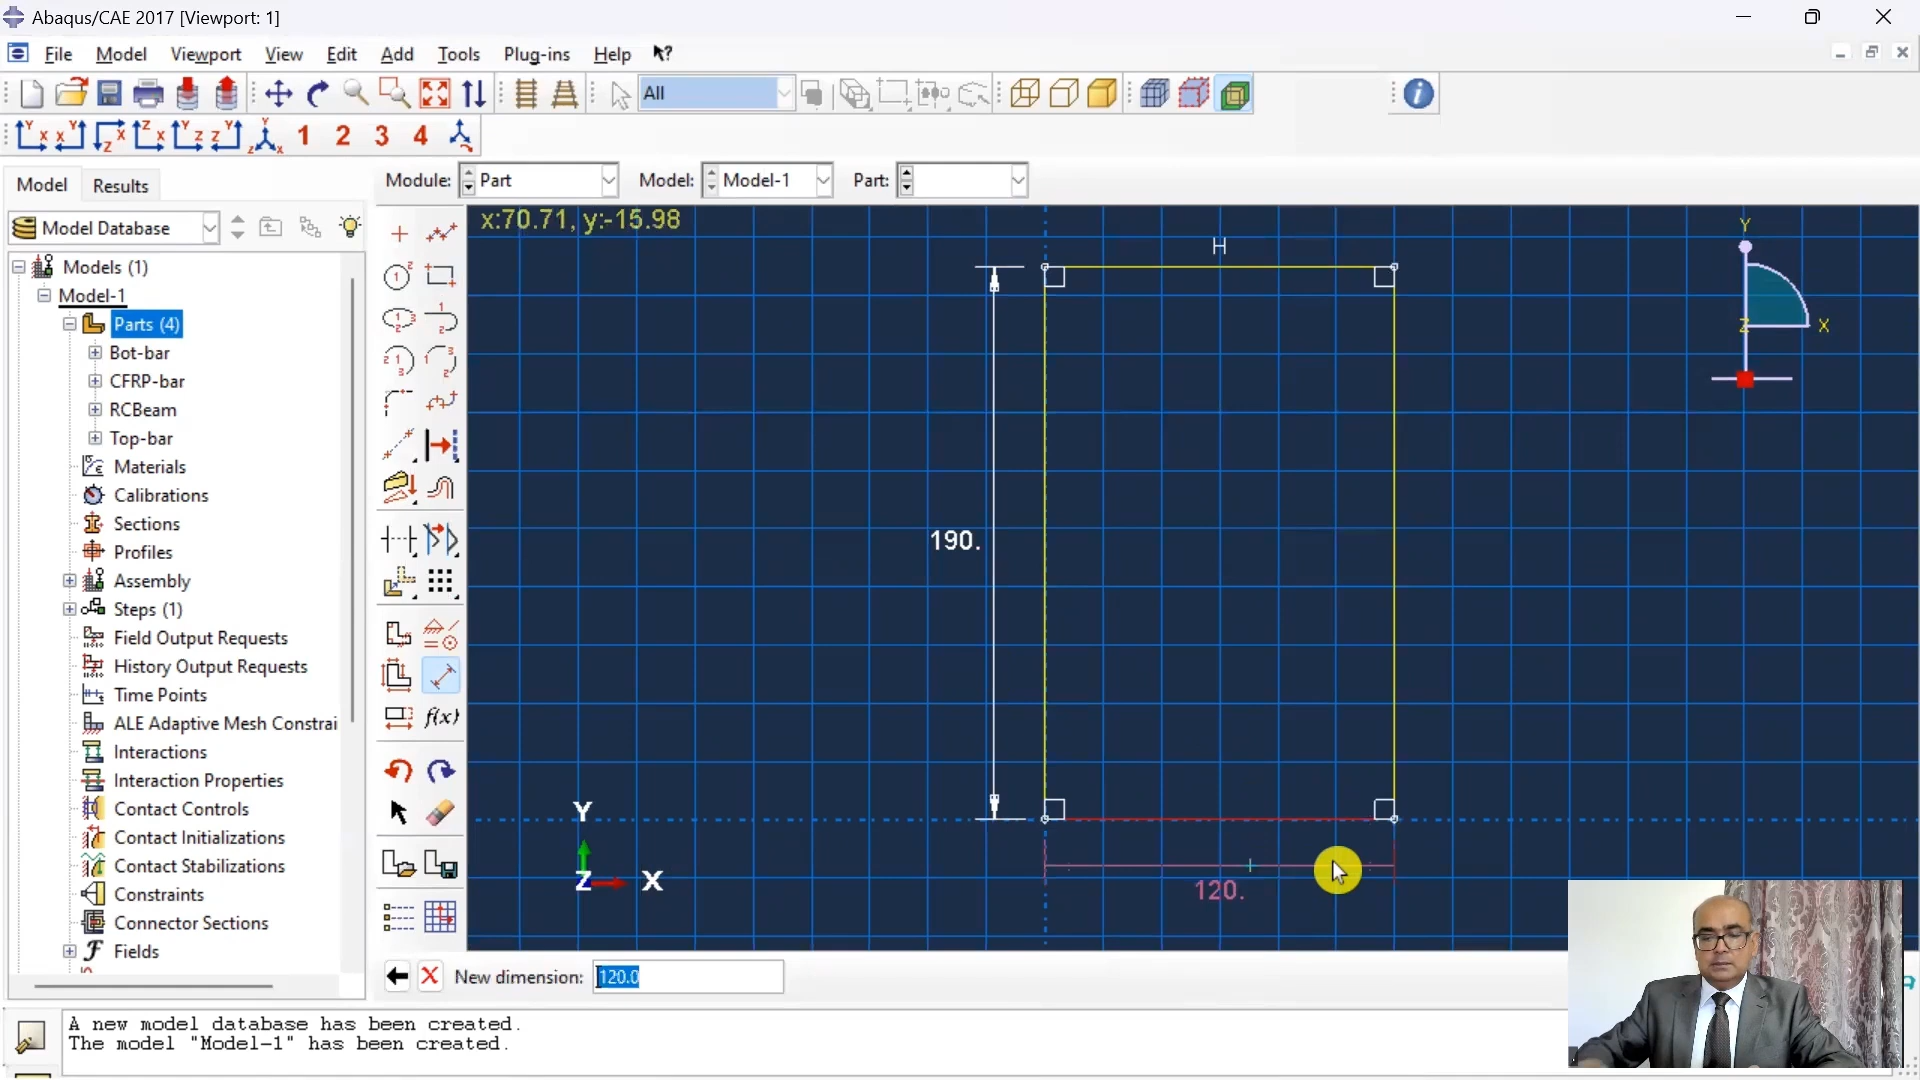 Abaqus/CAE 2017 [Viewport: 1]
File Model Viewport View Edit Add Tools Plug-ins Help
All
1 2 3 4
Model Results
Module: Part Model: Model-1 Part:
Model Database
Models (1)
Model-1
Parts (4)
Bot-bar
CFRP-bar
RCBeam
Top-bar
Materials
Calibrations
Sections
Profiles
Assembly
Steps (1)
Field Output Requests
History Output Requests
Time Points
ALE Adaptive Mesh Constrai
Interactions
Interaction Properties
Contact Controls
Contact Initializations
Contact Stabilizations
Constraints
Connector Sections
Fields
f(x)
x:70.71, y:-15.98
H
190.
120.
Y
Z X
Y
Z X
New dimension: 120.0
A new model database has been created.
The model "Model-1" has been created.